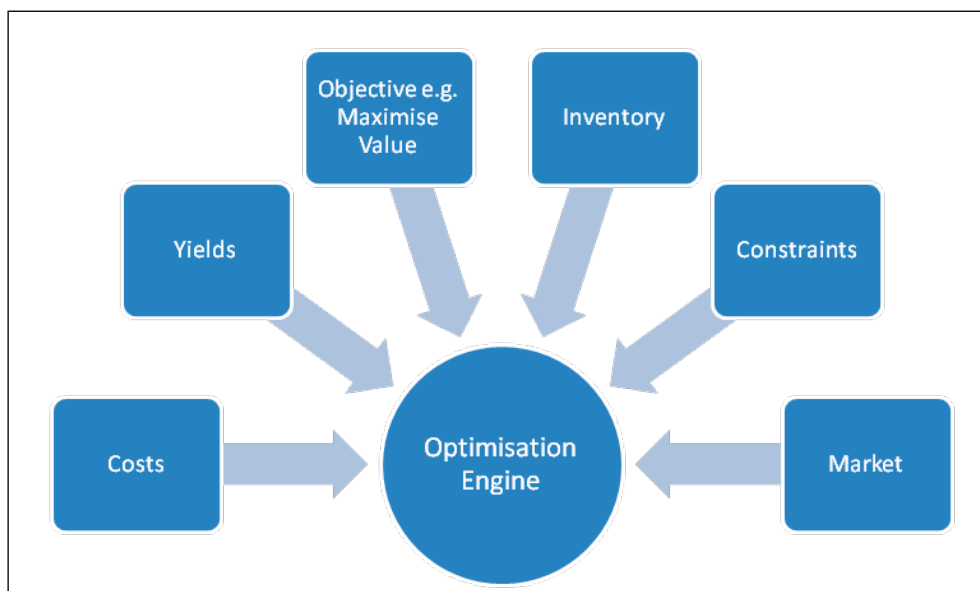 Objective e.g.
Maximise
Value
Inventory
Yields
Constraints
Costs
Optimisation
Engine
Market